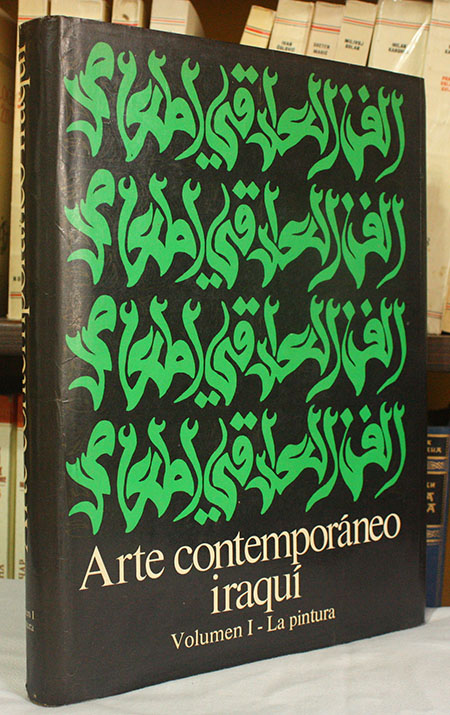 الفن العراقي المعاصر
الفن العراقي المعاصر
الفن العراقي المعاصر
الفن العراقي المعاصر
Arte contemporáneo
iraquí
Volumen I - La pintura